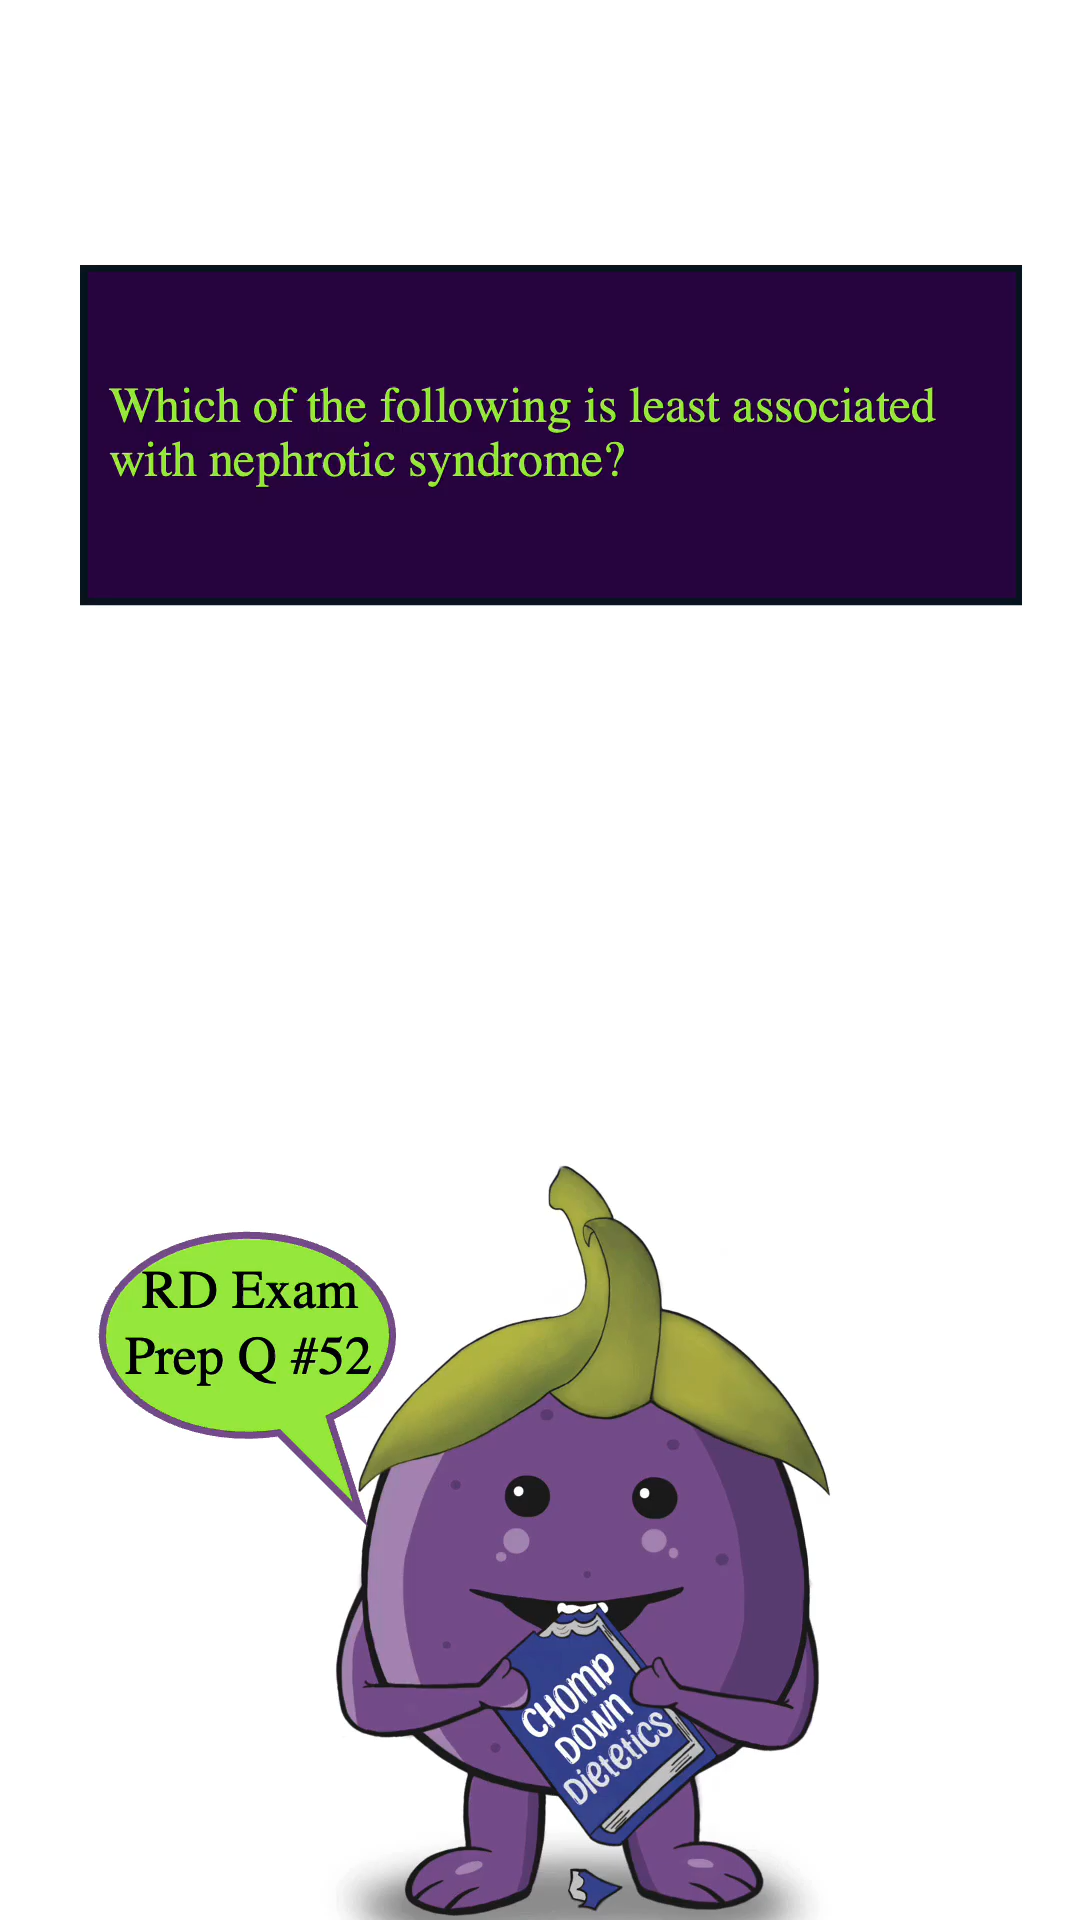 Which of the following is least associated
with nephrotic syndrome?
RD Exam
Prep Q #52
CHOMP
DOWN
Dietetics